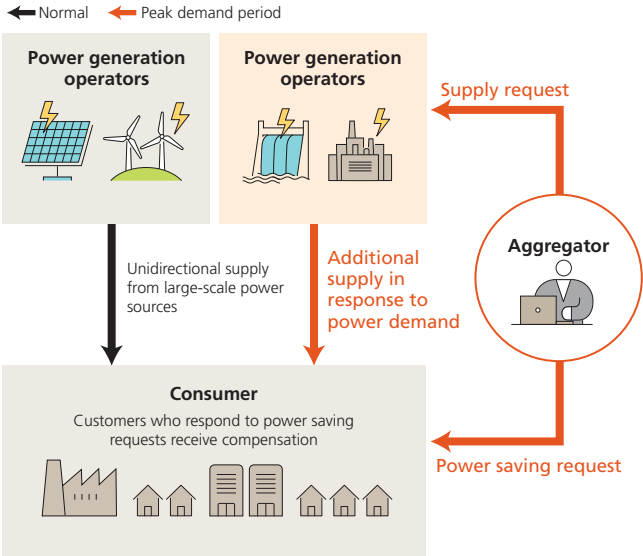 Normal
Peak demand period
Power generation
operators
Power generation
operators
Supply request
Aggregator
Unidirectional supply
from large-scale power
sources
Additional
supply in
response to
power demand
Consumer
Customers who respond to power saving
requests receive compensation
Power saving request